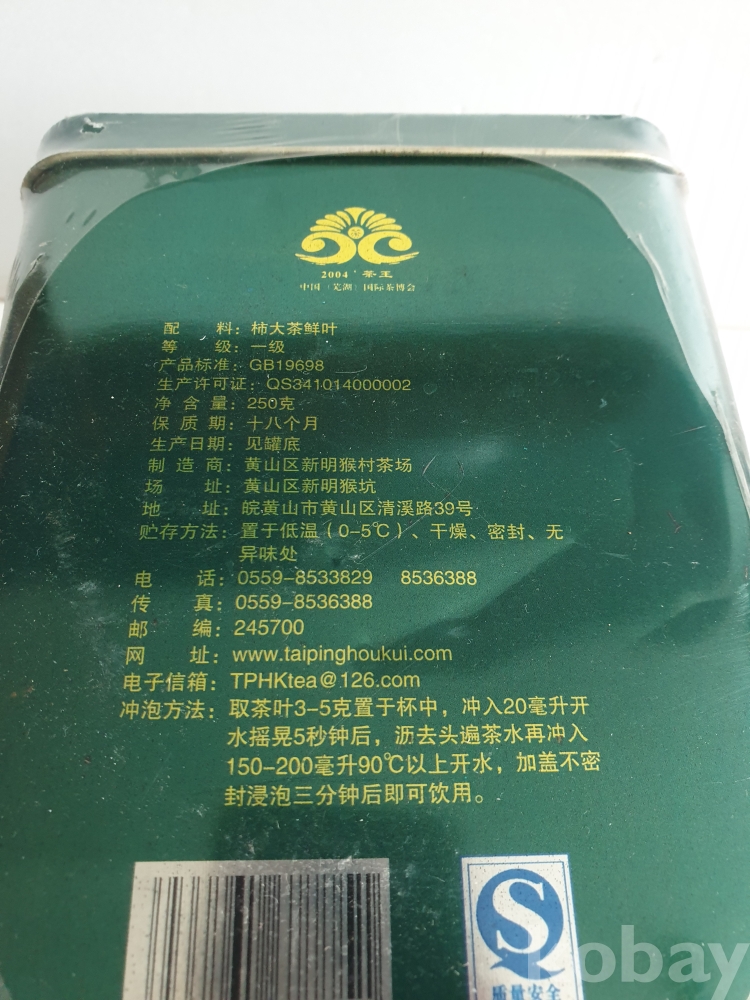 2004'茶王
中国（芜湖）国际茶博会
配 料：柿大茶鲜叶
等 级：一级
产品标准：GB19698
生产许可证：QS341014000002
净含量：250克
保质期：十八个月
生产日期：见罐底
制造商：黄山区新明猴村茶场
场 址：黄山区新明猴坑
地 址：皖黄山市黄山区清溪路39号
贮存方法：置于低温（0-5℃）、干燥、密封、无
异味处
电 话：0559-8533829 8536388
传 真：0559-8536388
邮 编：245700
网 址：www.taipinghoukui.com
电子信箱：TPHKtea@126.com
冲泡方法：取茶叶3-5克置于杯中，冲入20毫升开
水摇晃5秒钟后，沥去头遍茶水再冲入
150-200毫升90℃以上开水，加盖不密
封浸泡三分钟后即可饮用。
质量安全